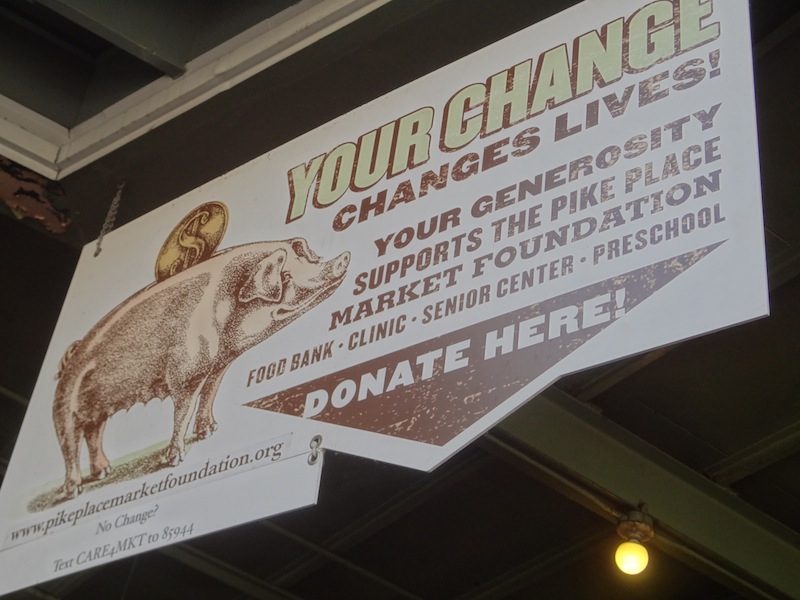 YOUR CHANGE
CHANGES LIVES!
YOUR GENEROSITY
SUPPORTS THE PIKE PLACE
MARKET FOUNDATION
FOOD BANK · CLINIC · SENIOR CENTER · PRESCHOOL
DONATE HERE!
$
www.pikeplacemarketfoundation.org
No Change?
Text CARE4MKT to 85944